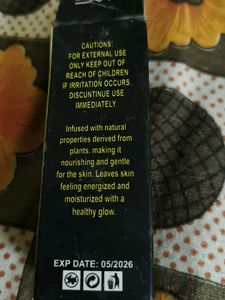 CAUTIONS:
FOR EXTERNAL USE
ONLY KEEP OUT OF
REACH OF CHILDREN
IF IRRITATION OCCURS.
DISCUNTINUE USE
IMMEDIATELY.
Infused with natural
properties derived from
plants. making it
nourishing and gentle
for the skin. Leaves skin
feeling energized and
moisturized with a
healthy glow.
EXP DATE: 05/2026